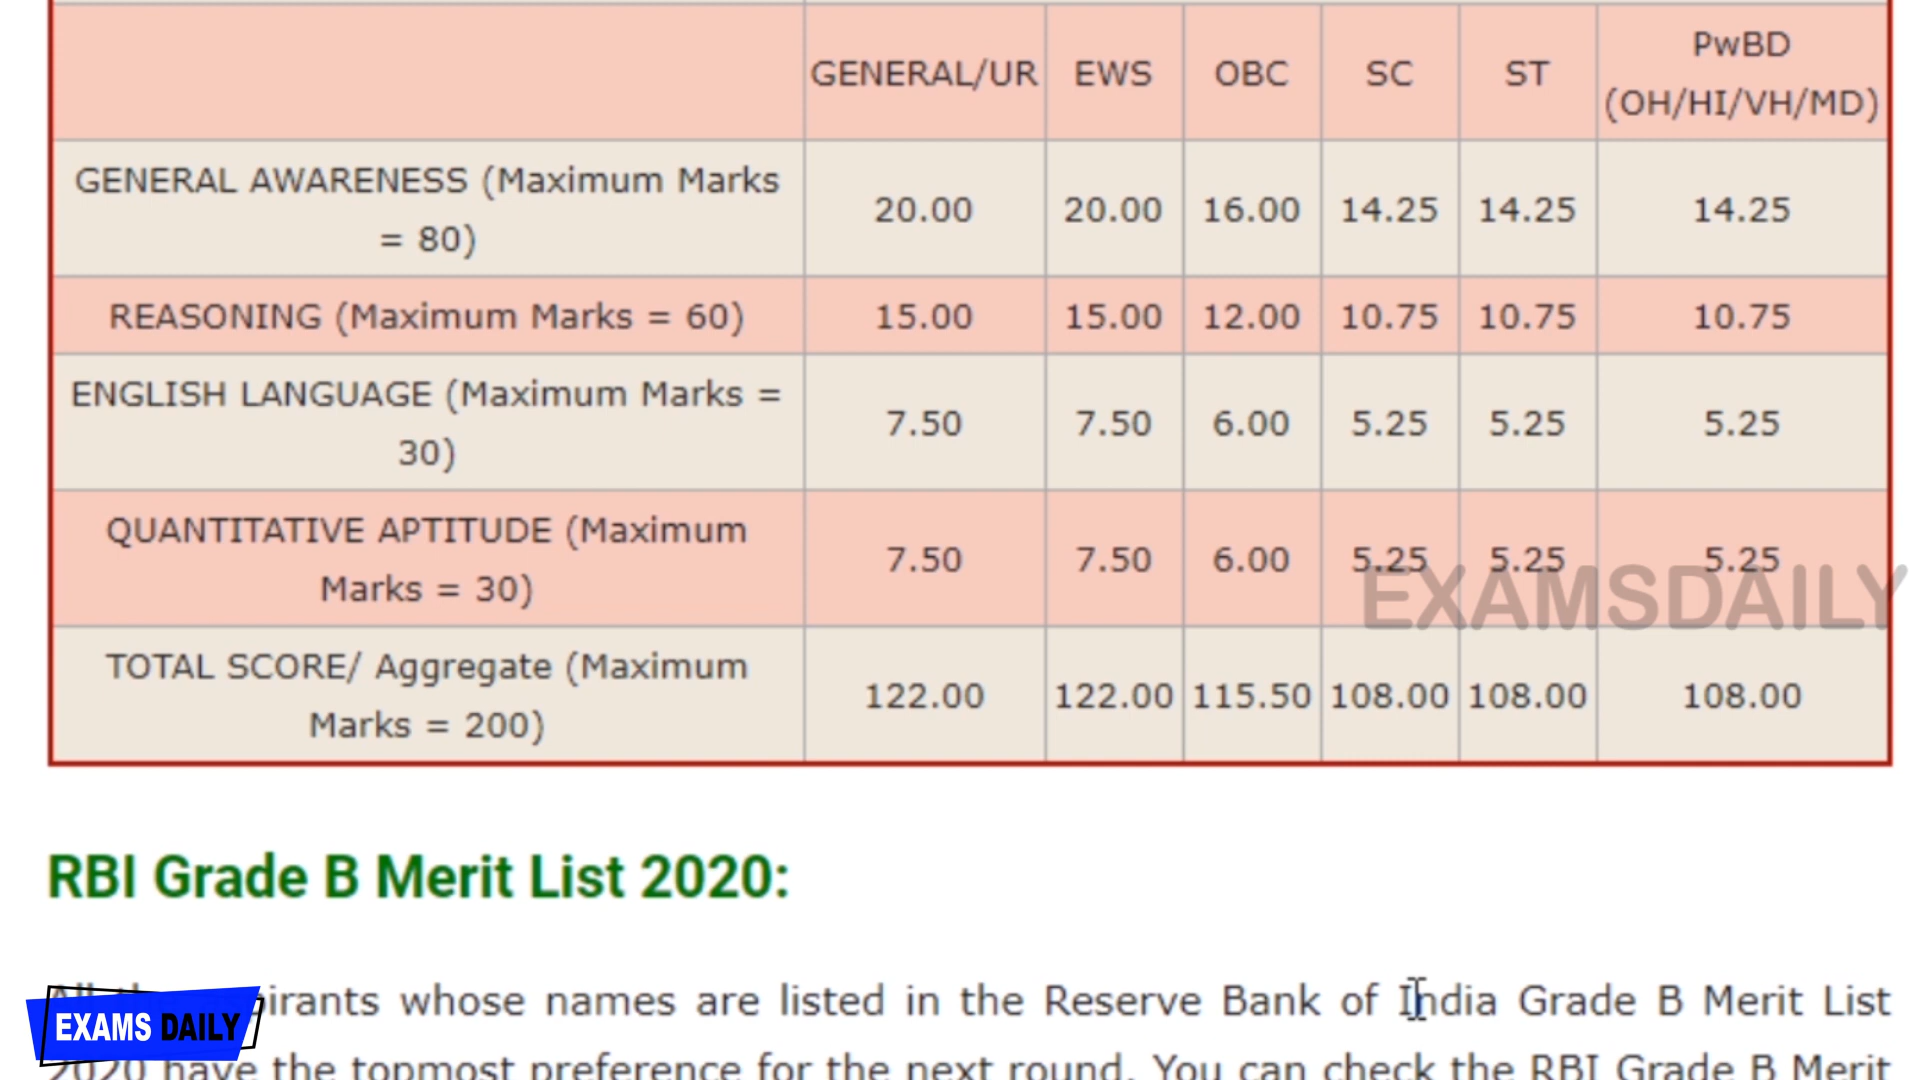 GENERAL/UR EWS OBC SC ST PwBD
(OH/HI/VH/MD)
GENERAL AWARENESS (Maximum Marks
= 80) 20.00 20.00 16.00 14.25 14.25 14.25
REASONING (Maximum Marks = 60) 15.00 15.00 12.00 10.75 10.75 10.75
ENGLISH LANGUAGE (Maximum Marks =
30) 7.50 7.50 6.00 5.25 5.25 5.25
QUANTITATIVE APTITUDE (Maximum
Marks = 30) 7.50 7.50 6.00 5.25 5.25 5.25
EXAMSDAILY
TOTAL SCORE/ Aggregate (Maximum
Marks = 200) 122.00 122.00 115.50 108.00 108.00 108.00
RBI Grade B Merit List 2020:
whose names are listed in the Reserve Bank of India Grade B Merit List
2020 have the topmost preference for the next round. You can check the RBI Grade B Merit
EXAMS DAILY